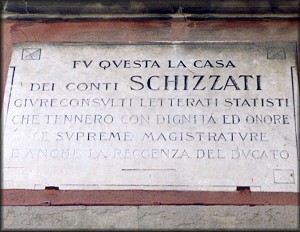 FV QVESTA LA CASA
DEI CONTI SCHIZZATI
GIVRECONSVLTI LETTERATI STATISTI
CHE TENNERO CON DIGNITÀ ED ONORE
LE SVPREME MAGISTRATVRE
E ANCHE LA REGGENZA DEL DVCATO